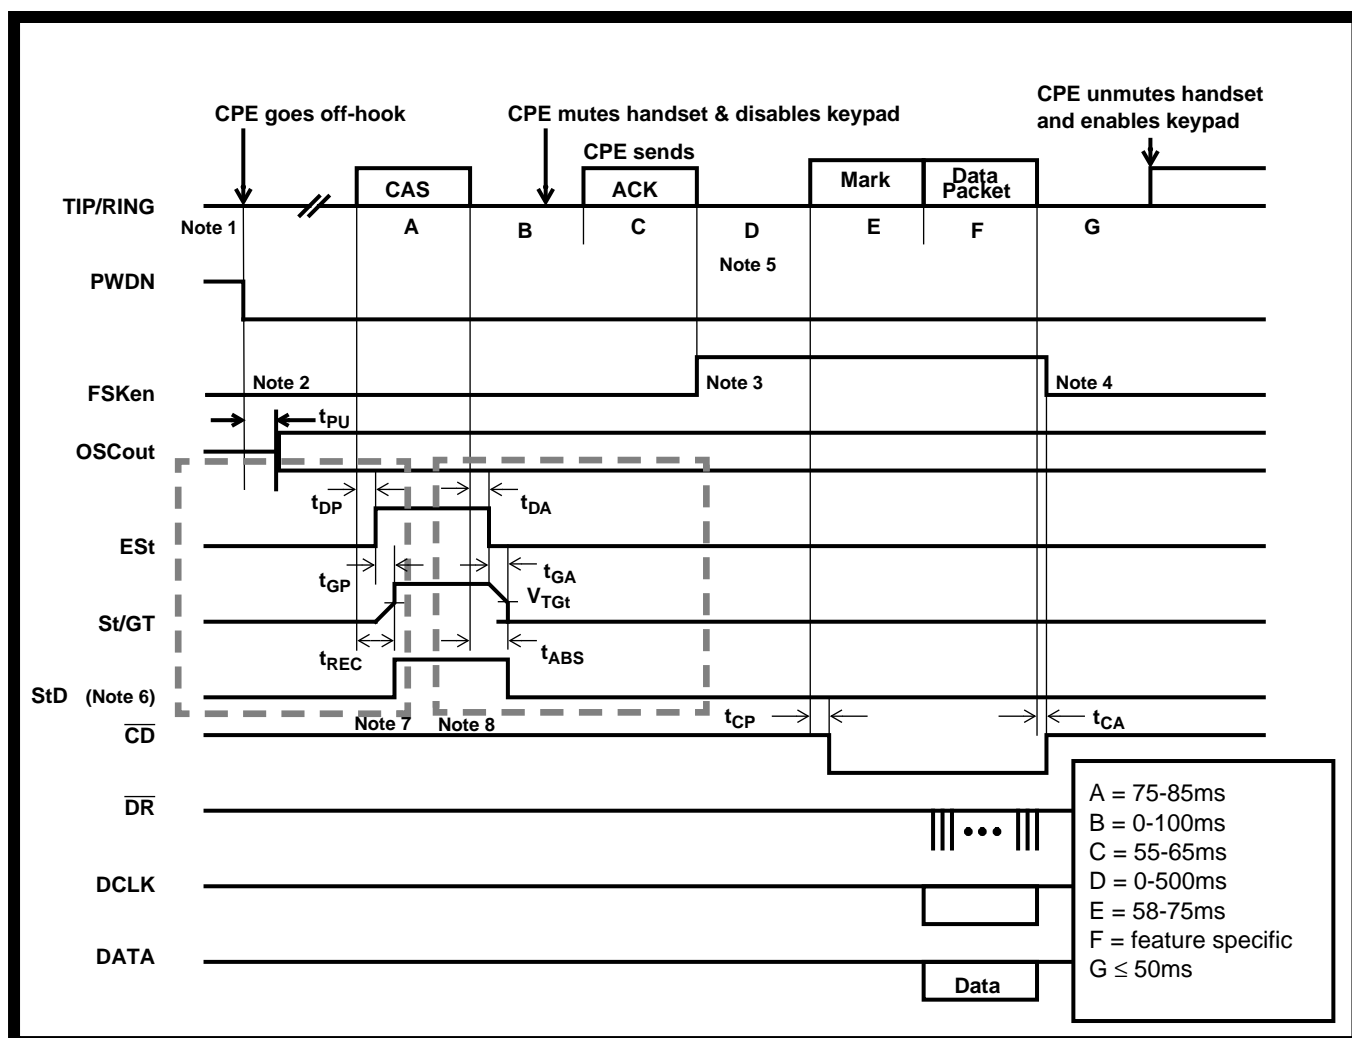 CPE unmutes handset
and enables keypad
CPE goes off-hook
CPE mutes handset & disables keypad
CPE sends
TIP/RING
CAS
ACK
Mark
Data
Packet
Note 1
A
B
C
D
E
F
G
Note 5
PWDN
FSKen
Note 2
Note 3
Note 4
tPU
OSCout
tDP
tDA
ESt
tGP
tGA
VTGt
St/GT
tREC
tABS
StD (Note 6)
Note 7
Note 8
tCP
tCA
CD
DR
DCLK
DATA
Data
A = 75-85ms
B = 0-100ms
C = 55-65ms
D = 0-500ms
E = 58-75ms
F = feature specific
G ≤ 50ms